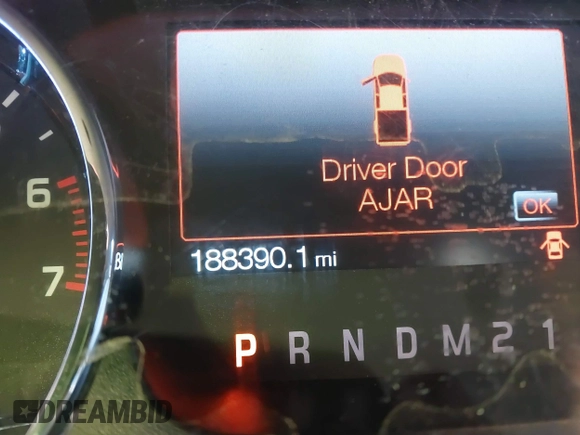 Driver Door
AJAR
OK
6
188390.1 mi
7
P R N D M 2 1
DREAMBID